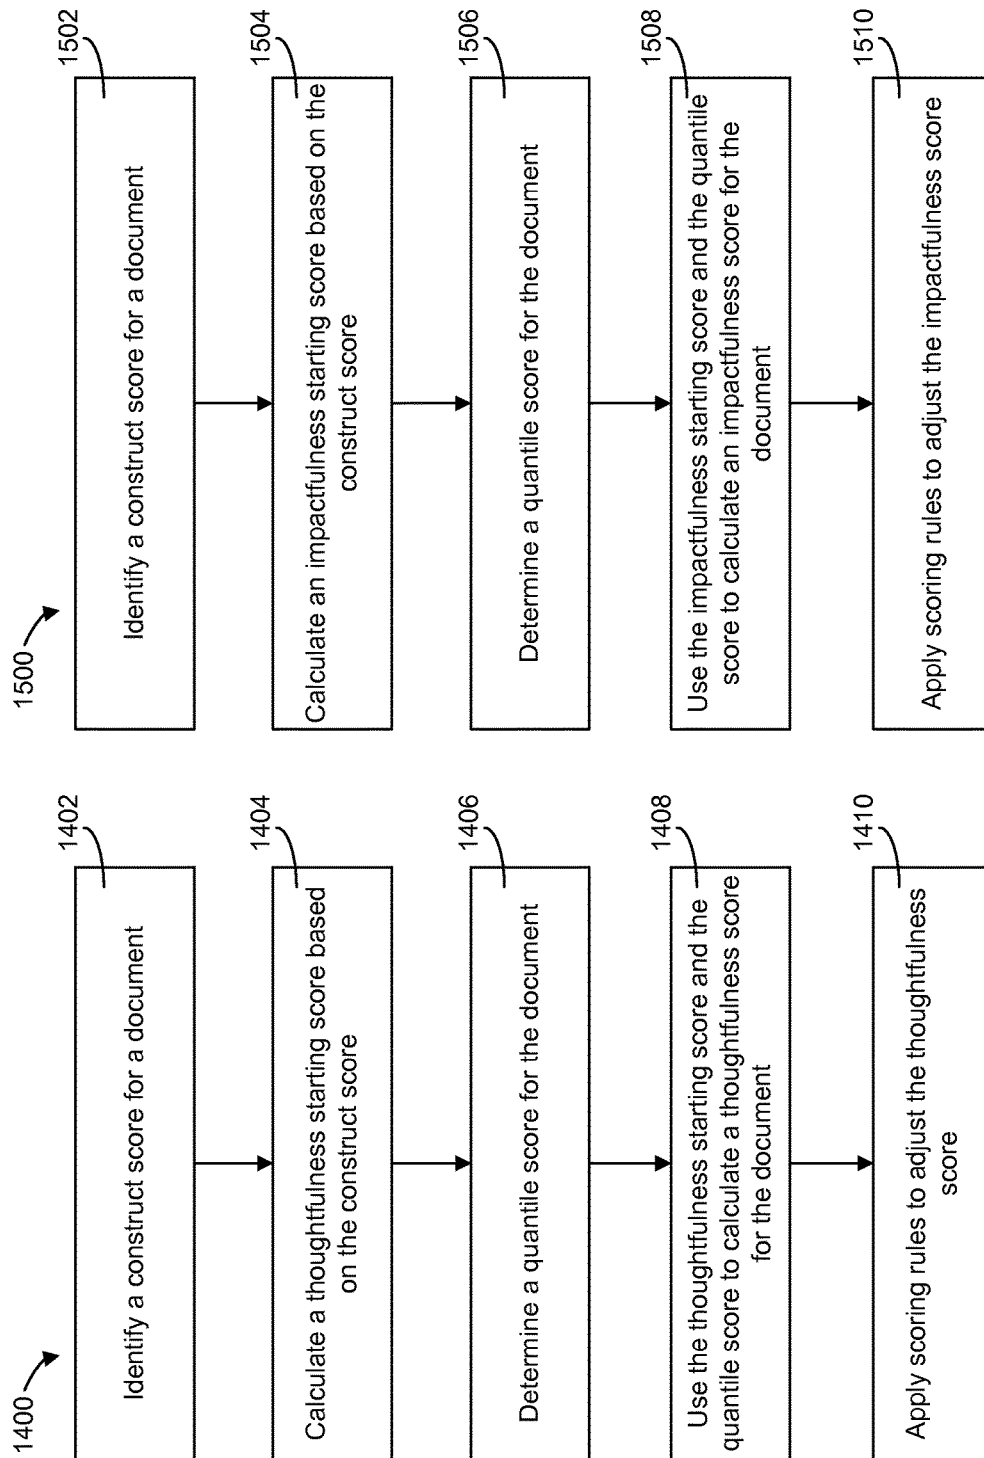 1400
1402
Identify a construct score for a document
1404
Calculate a thoughtfulness starting score based
on the construct score
1406
Determine a quantile score for the document
1408
Use the thoughtfulness starting score and the
quantile score to calculate a thoughtfulness score
for the document
1410
Apply scoring rules to adjust the thoughtfulness
score
1500
1502
Identify a construct score for a document
1504
Calculate an impactfulness starting score based on the
construct score
1506
Determine a quantile score for the document
1508
Use the impactfulness starting score and the quantile
score to calculate an impactfulness score for the
document
1510
Apply scoring rules to adjust the impactfulness score